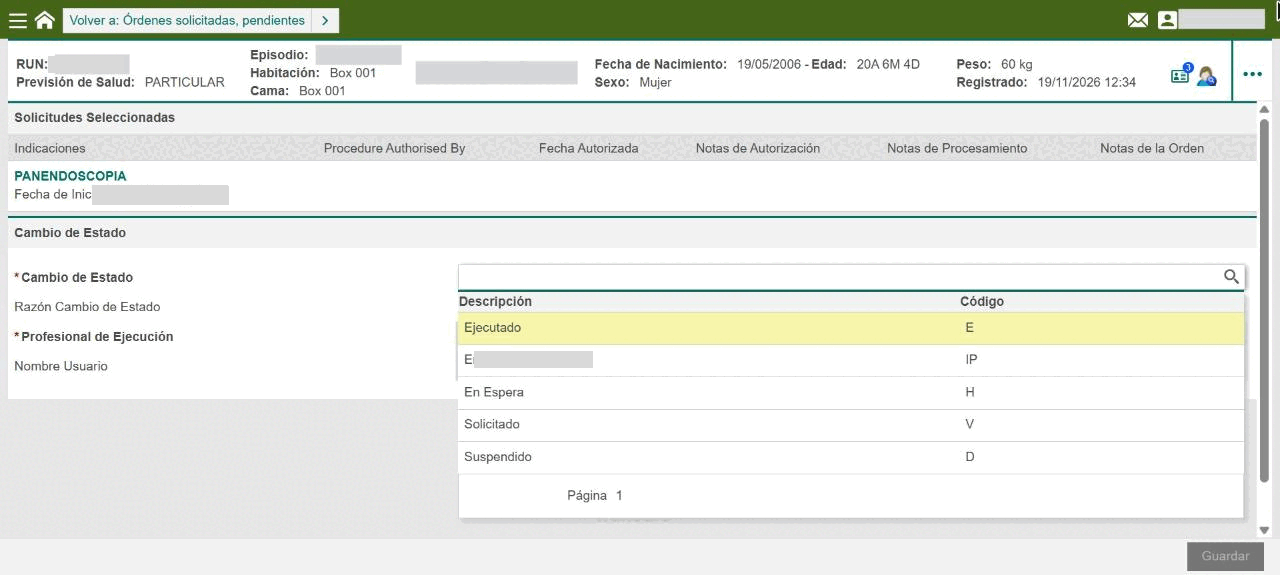 Volver a: Órdenes solicitadas, pendientes
RUN:
Previsión de Salud: PARTICULAR
Episodio:
Habitación: Box 001
Cama: Box 001
Fecha de Nacimiento: 19/05/2006 - Edad: 20A 6M 4D
Sexo: Mujer
Peso: 60 kg
Registrado: 19/11/2026 12:34
3
Solicitudes Seleccionadas
Indicaciones Procedure Authorised By Fecha Autorizada Notas de Autorización Notas de Procesamiento Notas de la Orden
PANENDOSCOPIA
Fecha de Inic
Cambio de Estado
*Cambio de Estado
Razón Cambio de Estado
*Profesional de Ejecución
Nombre Usuario
Descripción Código
Ejecutado E
E IP
En Espera H
Solicitado V
Suspendido D
Página 1
Guardar